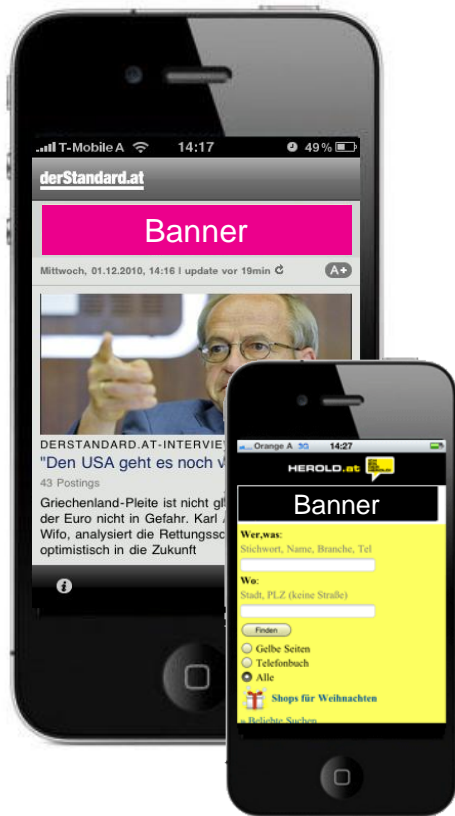 T-Mobile A 14:17 49%
derStandard.at
Banner
Mittwoch, 01.12.2010, 14:16 | update vor 19min
A+
DERSTANDARD.AT-INTERVIE
"Den USA geht es noch
43 Postings
Griechenland-Pleite ist nicht
der Euro nicht in Gefahr. Karl
Wifo, analysiert die Rettungssc
optimistisch in die Zukunft
Orange A 3G 14:27
HEROLD.at
Banner
Wer,was:
Stichwort, Name, Branche, Tel
Wo:
Stadt, PLZ (keine Straße)
Finden
Gelbe Seiten
Telefonbuch
Alle
Shops für Weihnachten
» Beliebte Suchen